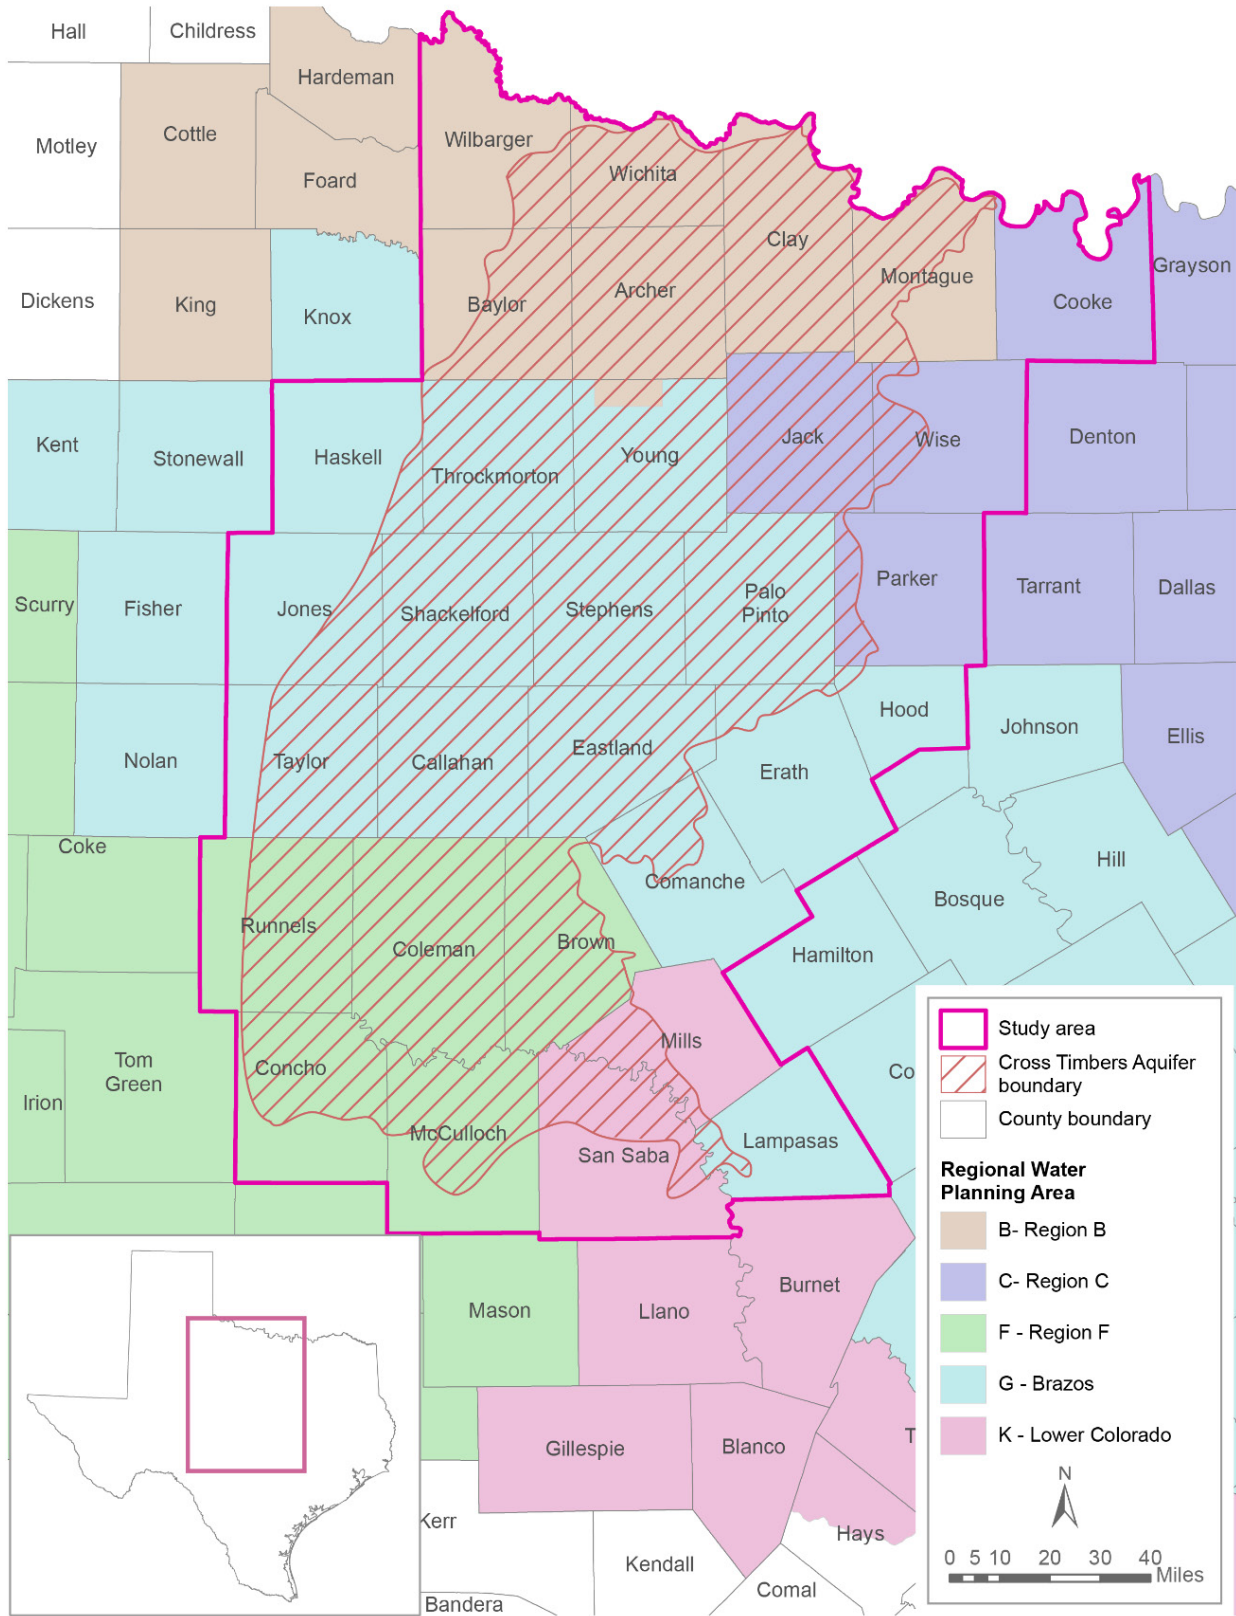 Hall
Childress
Hardeman
Motley
Cottle
Foard
Wilbarger
Wichita
Clay
Montague
Cooke
Grayson
Dickens
King
Knox
Baylor
Archer
Kent
Stonewall
Haskell
Throckmorton
Young
Jack
Wise
Denton
Scurry
Fisher
Jones
Shackelford
Stephens
Palo
Pinto
Parker
Tarrant
Dallas
Nolan
Taylor
Callahan
Eastland
Erath
Hood
Johnson
Ellis
Coke
Runnels
Coleman
Brown
Comanche
Hamilton
Bosque
Hill
Tom
Green
Irion
Concho
McCulloch
Mills
San Saba
Lampasas
Co
Mason
Llano
Burnet
Gillespie
Blanco
T
Hays
Kerr
Kendall
Comal
Bandera
Study area
Cross Timbers Aquifer
boundary
County boundary
Regional Water
Planning Area
B- Region B
C- Region C
F - Region F
G - Brazos
K - Lower Colorado
N
0 5 10 20 30 40
Miles